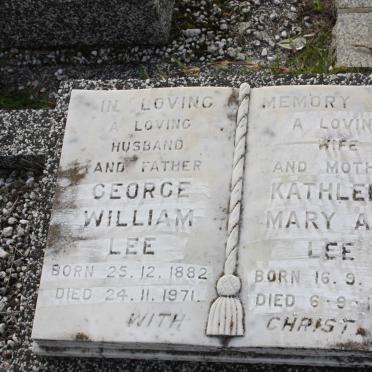 IN LOVING MEMORY
A LOVING
HUSBAND
AND FATHER
GEORGE
WILLIAM
LEE
BORN 25.12.1882
DIED 24.11.1971.
A LOVIN
WIFE
AND MOTH
KATHLE
MARY A
LEE
BORN 16.9.
DIED 6-9-
WITH CHRIST